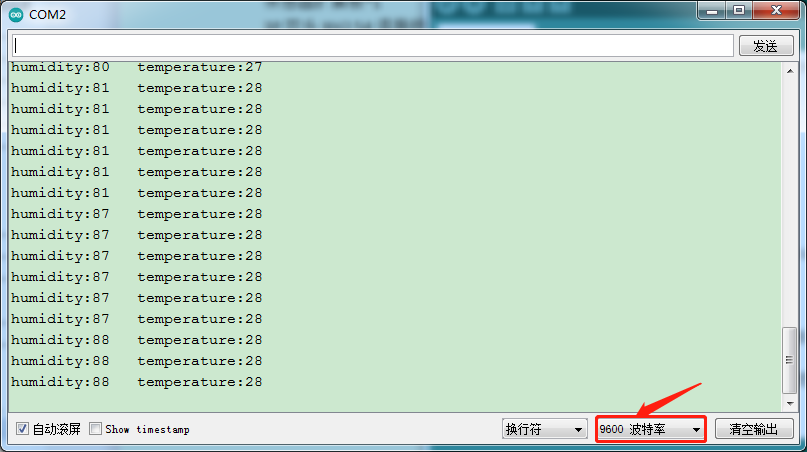 COM2
发送
humidity:80   temperature:27
humidity:81   temperature:28
humidity:81   temperature:28
humidity:81   temperature:28
humidity:81   temperature:28
humidity:81   temperature:28
humidity:81   temperature:28
humidity:87   temperature:28
humidity:87   temperature:28
humidity:87   temperature:28
humidity:87   temperature:28
humidity:87   temperature:28
humidity:87   temperature:28
humidity:88   temperature:28
humidity:88   temperature:28
humidity:88   temperature:28
自动滚屏 Show timestamp 换行符 9600 波特率 清空输出